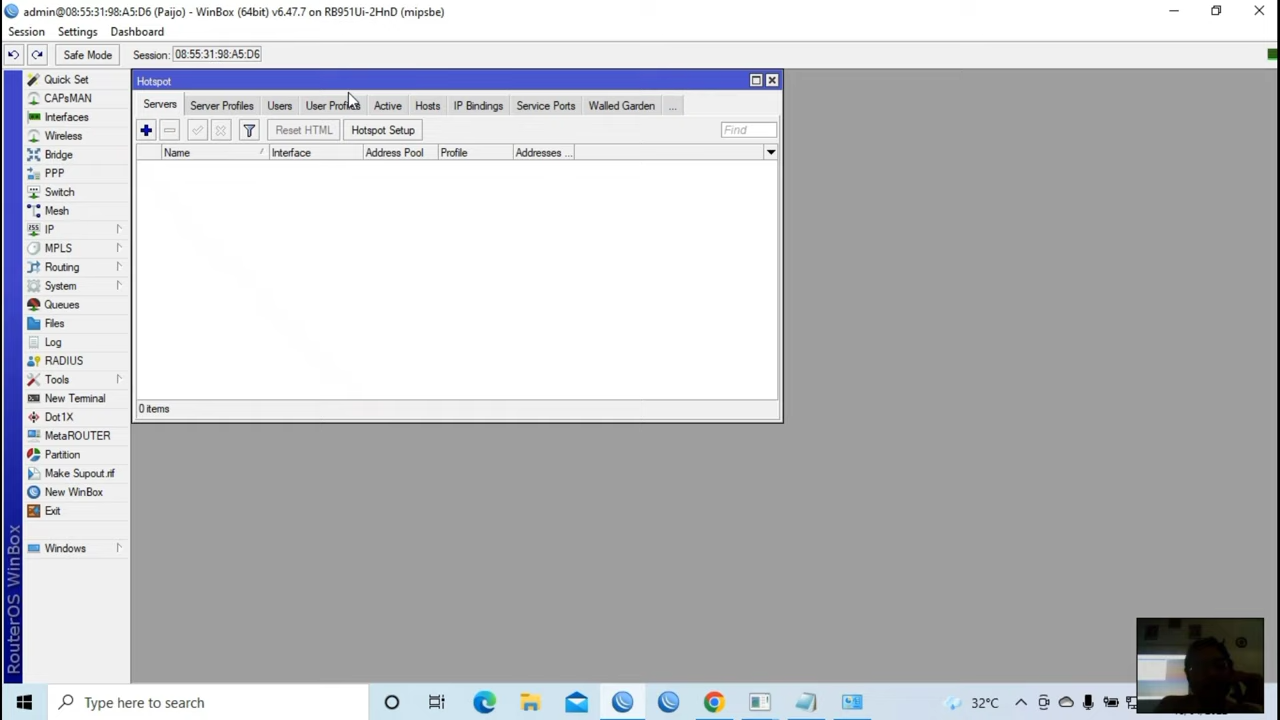 admin@08:55:31:98:A5:D6 (Paijo) - WinBox (64bit) v6.47.7 on RB951Ui-2HnD (mipsbe)
Session Settings Dashboard
Safe Mode Session: 08:55:31:98:A5:D6
Quick Set
CAPsMAN
Interfaces
Wireless
Bridge
PPP
Switch
Mesh
IP
MPLS
Routing
System
Queues
Files
Log
RADIUS
Tools
New Terminal
Dot1X
MetaROUTER
Partition
Make Supout.rif
New WinBox
Exit
Windows
RouterOS WinBox
Hotspot
Servers Server Profiles Users User Profiles Active Hosts IP Bindings Service Ports Walled Garden ...
Reset HTML Hotspot Setup Find
Name Interface Address Pool Profile Addresses ...
0 items
Type here to search
32°C